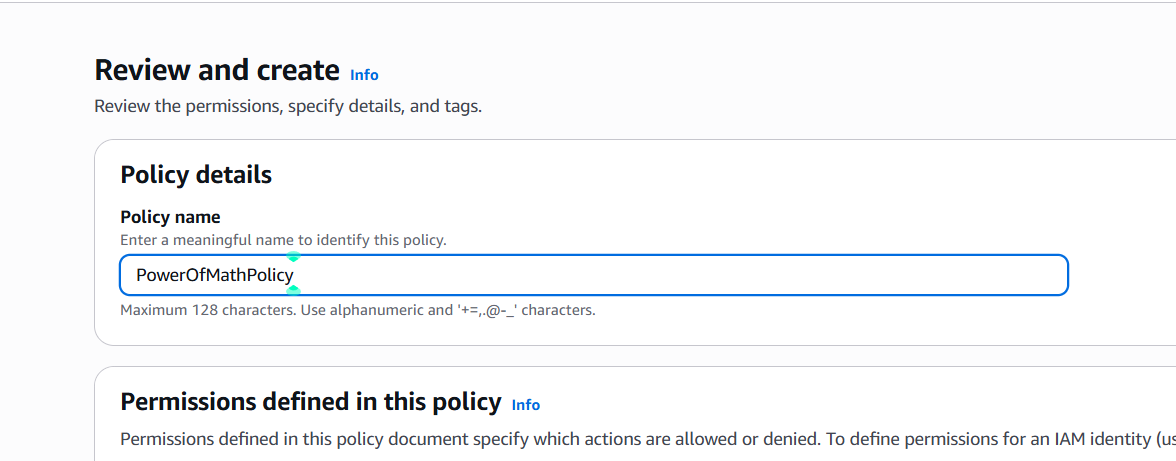 Review and create Info
Review the permissions, specify details, and tags.
Policy details
Policy name
Enter a meaningful name to identify this policy.
PowerOfMathPolicy
Maximum 128 characters. Use alphanumeric and '+=,.@-_' characters.
Permissions defined in this policy Info
Permissions defined in this policy document specify which actions are allowed or denied. To define permissions for an IAM identity (us